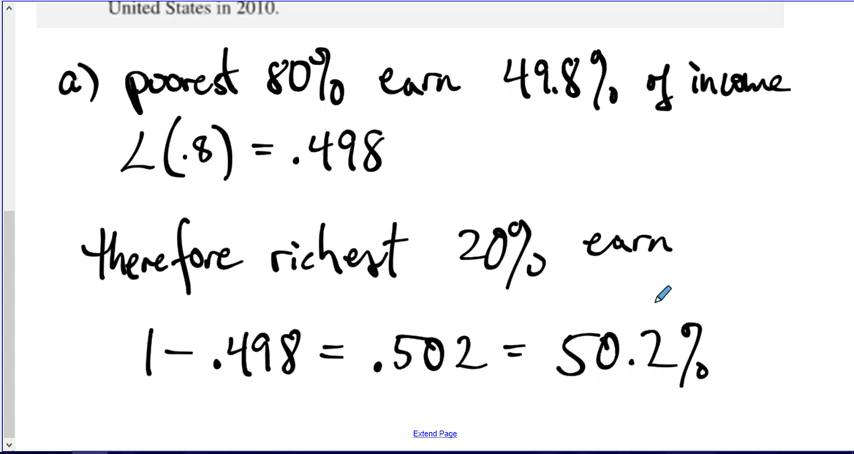 United States in 2010.
a) poorest 80% earn 49.8% of income
L(.8) = .498
therefore richest 20% earn
1 - .498 = .502 = 50.2%
Extend Page